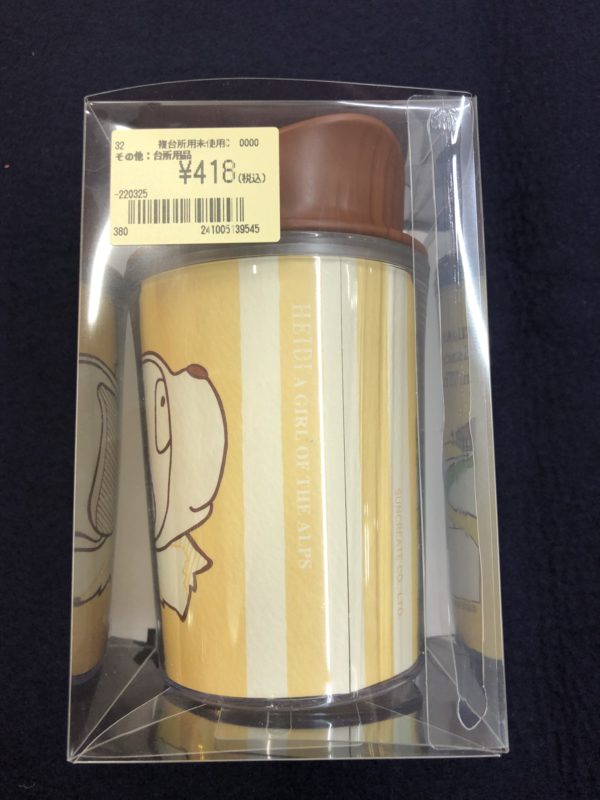 32 複台所用未使用C 0000
その他：台所用品
¥418(税込)
-220325
380 241005139545
HEIDI A GIRL OF THE ALPS
SUNCREATE CO., LTD